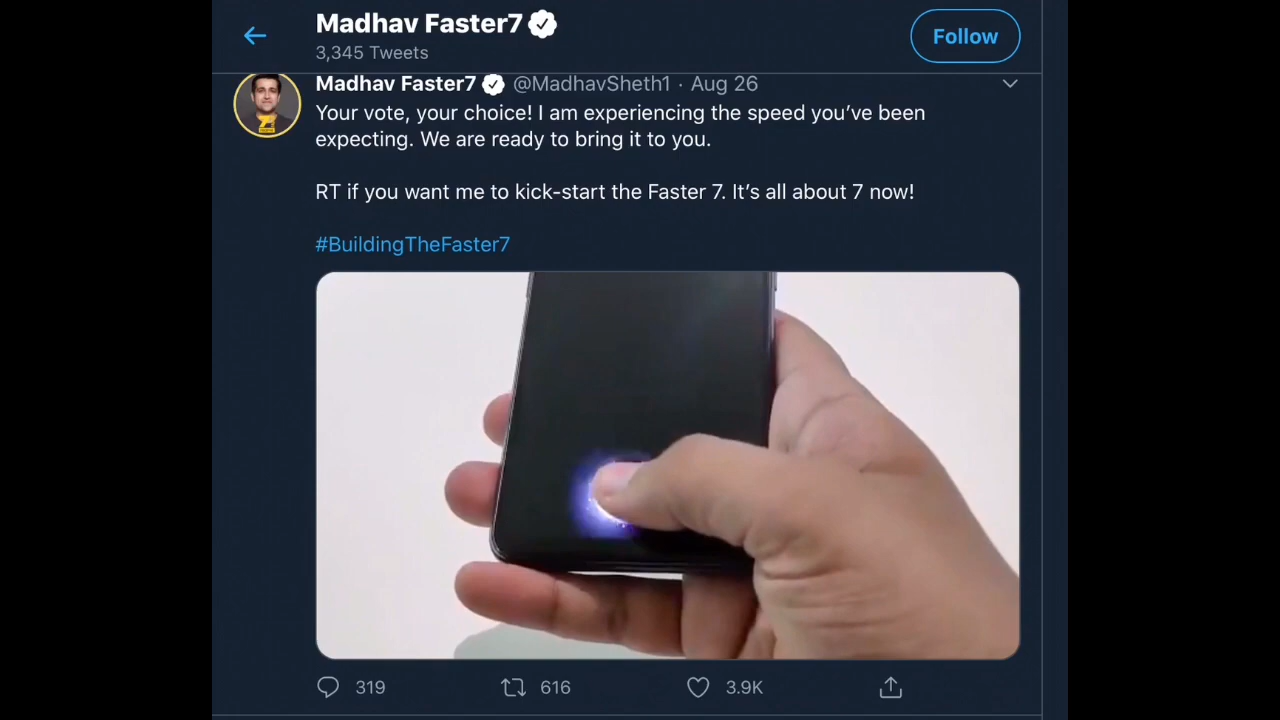 Madhav Faster7
3,345 Tweets
Follow
Madhav Faster7 @MadhavSheth1 · Aug 26
Your vote, your choice! I am experiencing the speed you’ve been
expecting. We are ready to bring it to you.
RT if you want me to kick-start the Faster 7. It’s all about 7 now!
#BuildingTheFaster7
319
616
3.9K